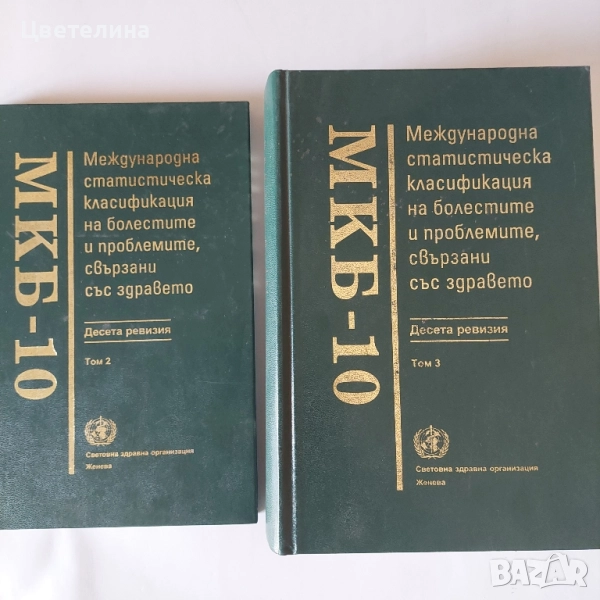 Цветелина
МКБ-10
Международна
статистическа
класификация
на болестите
и проблемите,
свързани
със здравето
Десета ревизия
Том 2
Световна здравна организация
Женева
МКБ-10
Международна
статистическа
класификация
на болестите
и проблемите,
свързани
със здравето
Десета ревизия
Том 3
Световна здравна организация
Женева
BAZAR